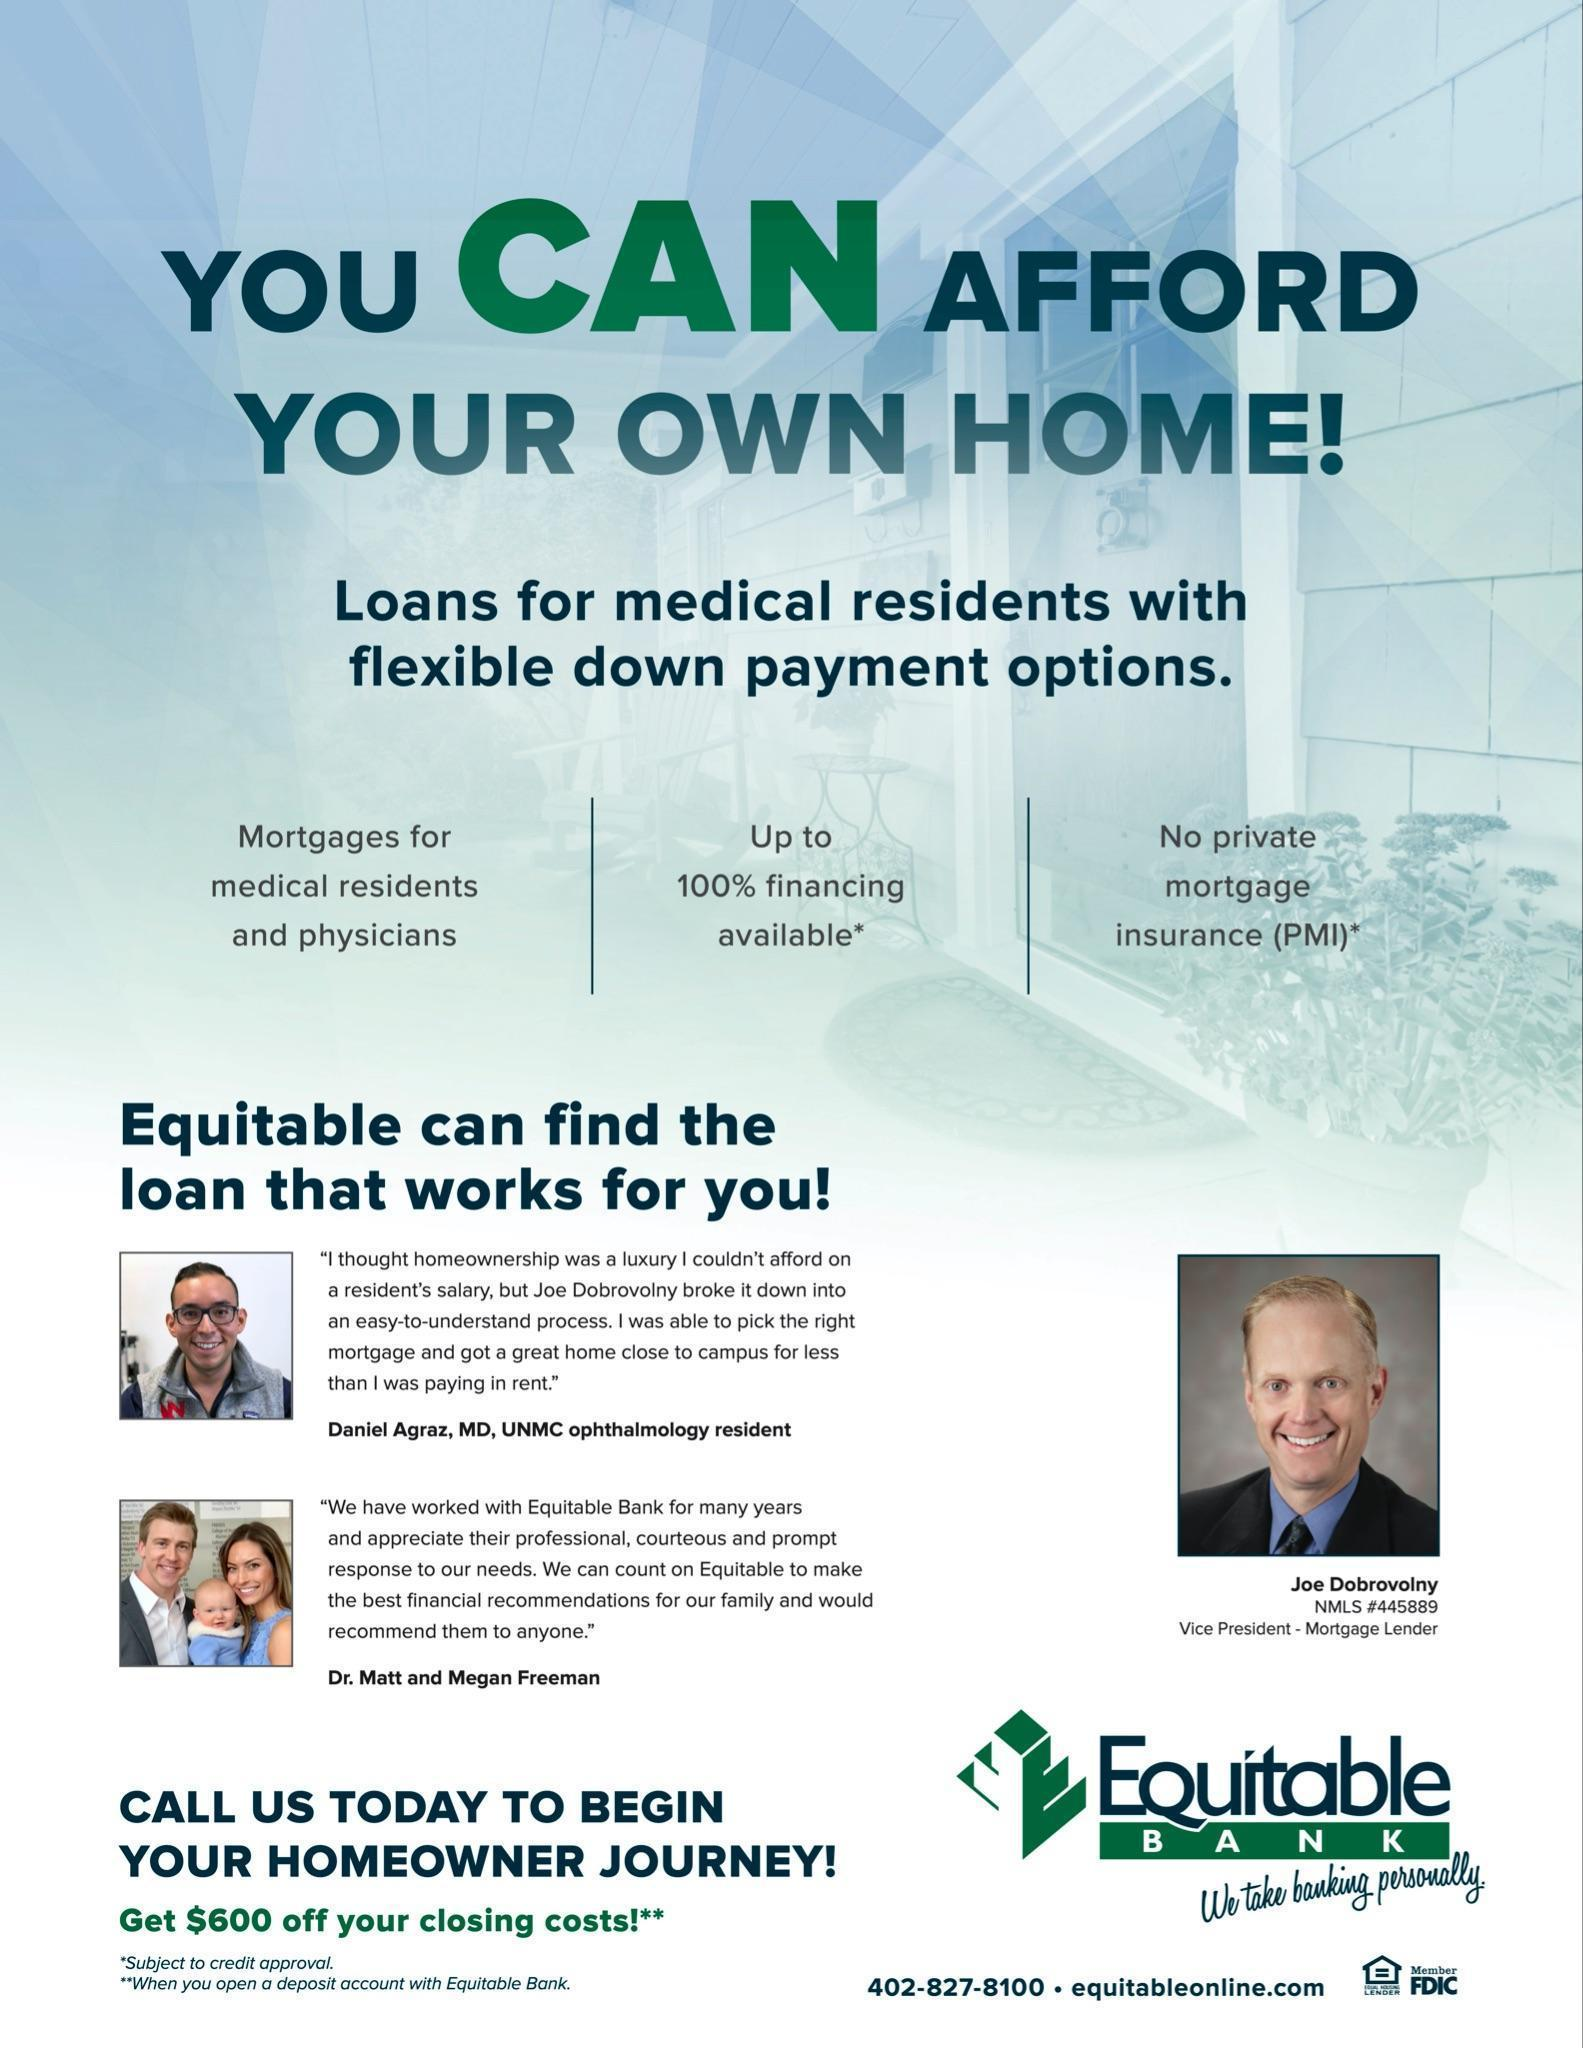 YOU CAN AFFORD
YOUR OWN HOME!
Loans for medical residents with
flexible down payment options.
Mortgages for
medical residents
and physicians
Up to
100% financing
available*
No private
mortgage
insurance (PMI)*
Equitable can find the
loan that works for you!
“I thought homeownership was a luxury I couldn’t afford on
a resident’s salary, but Joe Dobrovolny broke it down into
an easy-to-understand process. I was able to pick the right
mortgage and got a great home close to campus for less
than I was paying in rent.”
Daniel Agraz, MD, UNMC ophthalmology resident
“We have worked with Equitable Bank for many years
and appreciate their professional, courteous and prompt
response to our needs. We can count on Equitable to make
the best financial recommendations for our family and would
recommend them to anyone.”
Dr. Matt and Megan Freeman
Joe Dobrovolny
NMLS #445889
Vice President - Mortgage Lender
CALL US TODAY TO BEGIN
YOUR HOMEOWNER JOURNEY!
Get $600 off your closing costs!**
*Subject to credit approval.
**When you open a deposit account with Equitable Bank.
Equitable
BANK
We take banking personally.
402-827-8100 • equitableonline.com
EQUAL HOUSING
LENDER
Member
FDIC